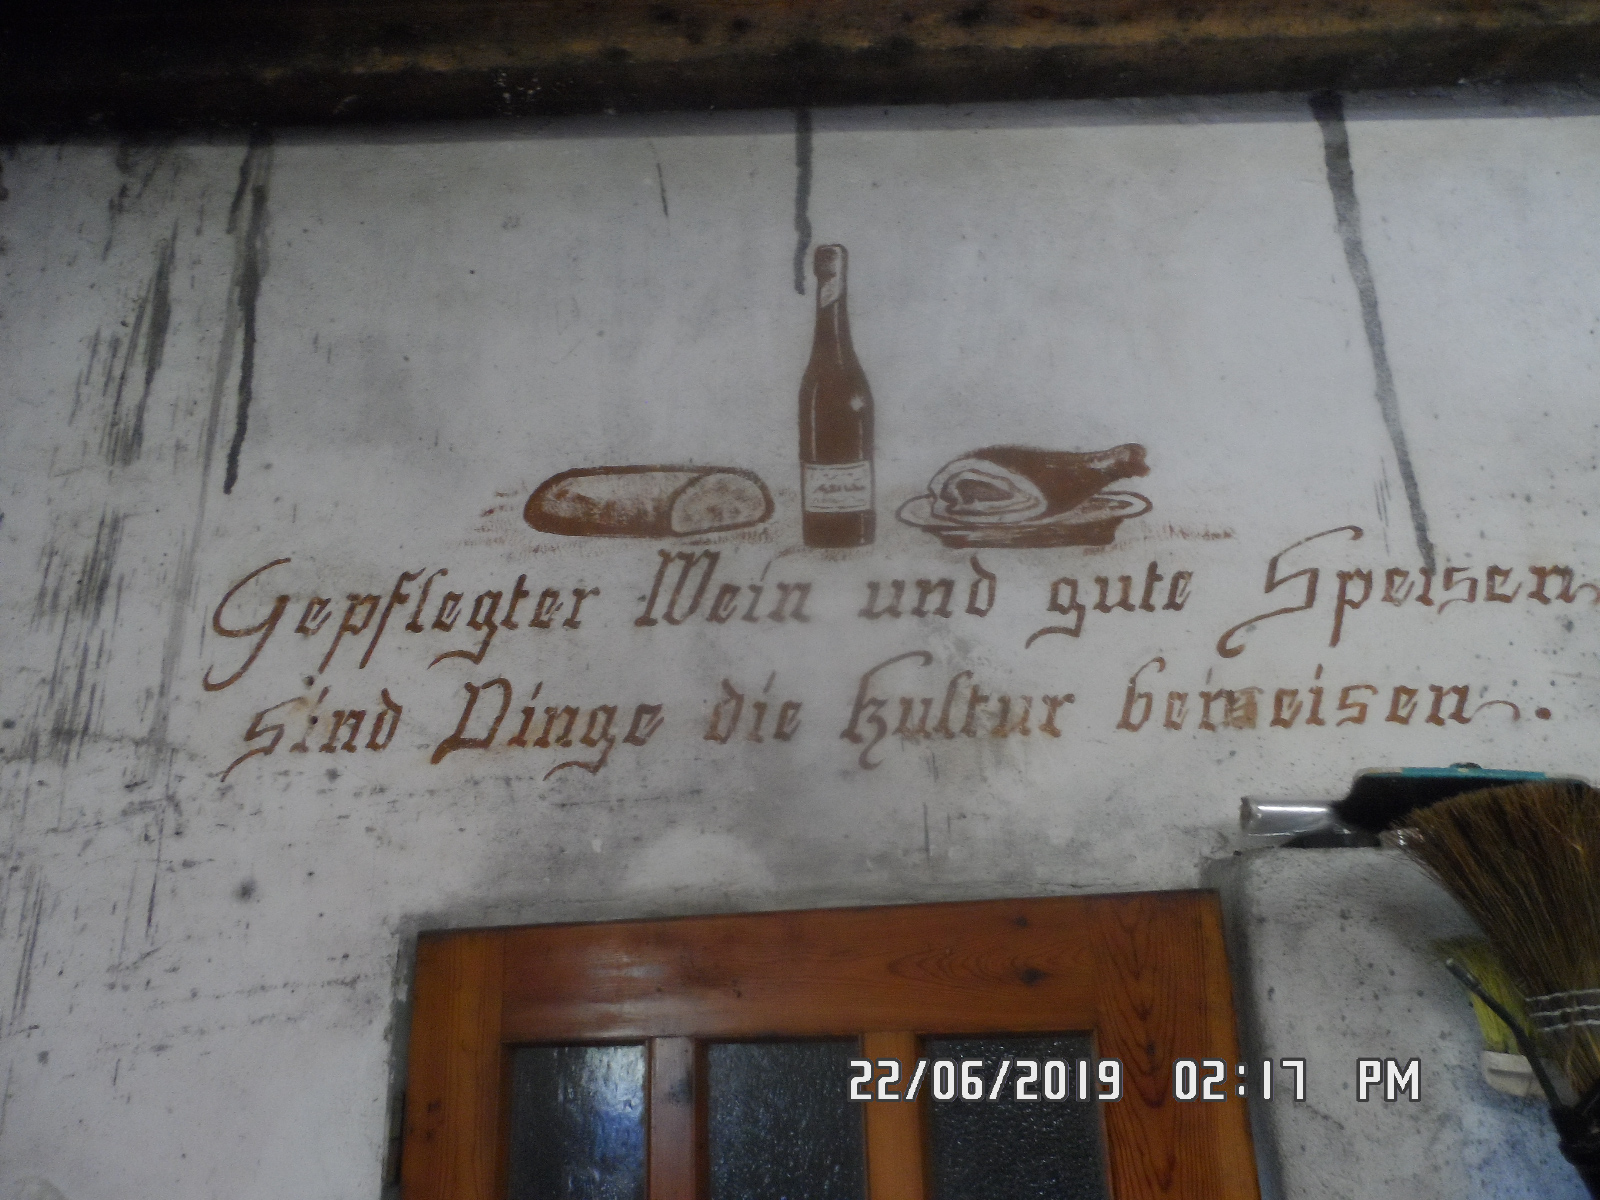 Gepflegter Wein und gute Speisen
sind Dinge die Kultur beweisen.
22/06/2019 02:17 PM